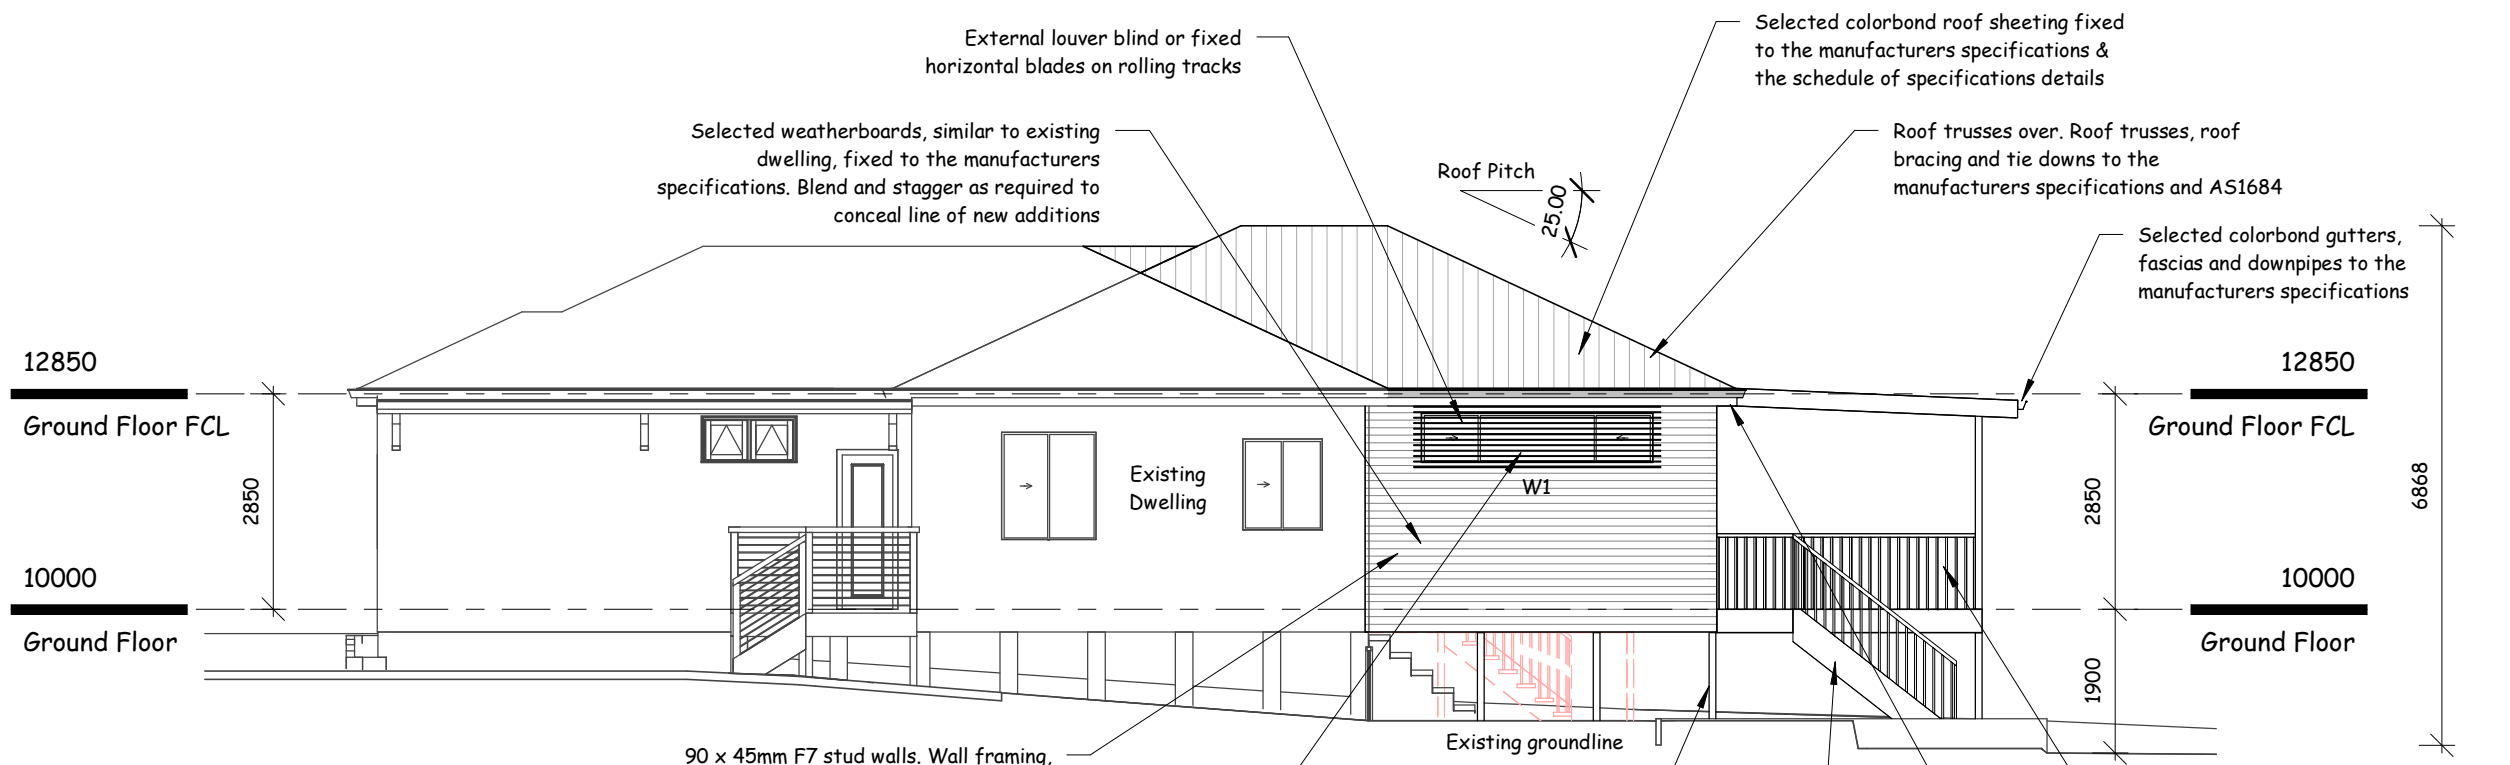 External louver blind or fixed
horizontal blades on rolling tracks
Selected colorbond roof sheeting fixed
to the manufacturers specifications &
the schedule of specifications details
Selected weatherboards, similar to existing
dwelling, fixed to the manufacturers
specifications. Blend and stagger as required to
conceal line of new additions
Roof Pitch
25.00
Roof trusses over. Roof trusses, roof
bracing and tie downs to the
manufacturers specifications and AS1684
Selected colorbond gutters,
fascias and downpipes to the
manufacturers specifications
12850
Ground Floor FCL
12850
Ground Floor FCL
2850
Existing
Dwelling
W1
2850
6868
10000
Ground Floor
10000
Ground Floor
1900
Existing groundline
90 x 45mm F7 stud walls. Wall framing,